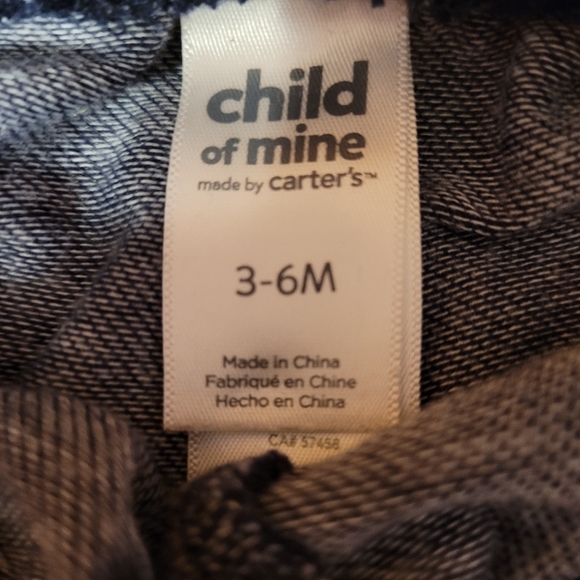 child
of mine
made by carter's™
3-6M
Made in China
Fabriqué en Chine
Hecho en China
CA# 57458